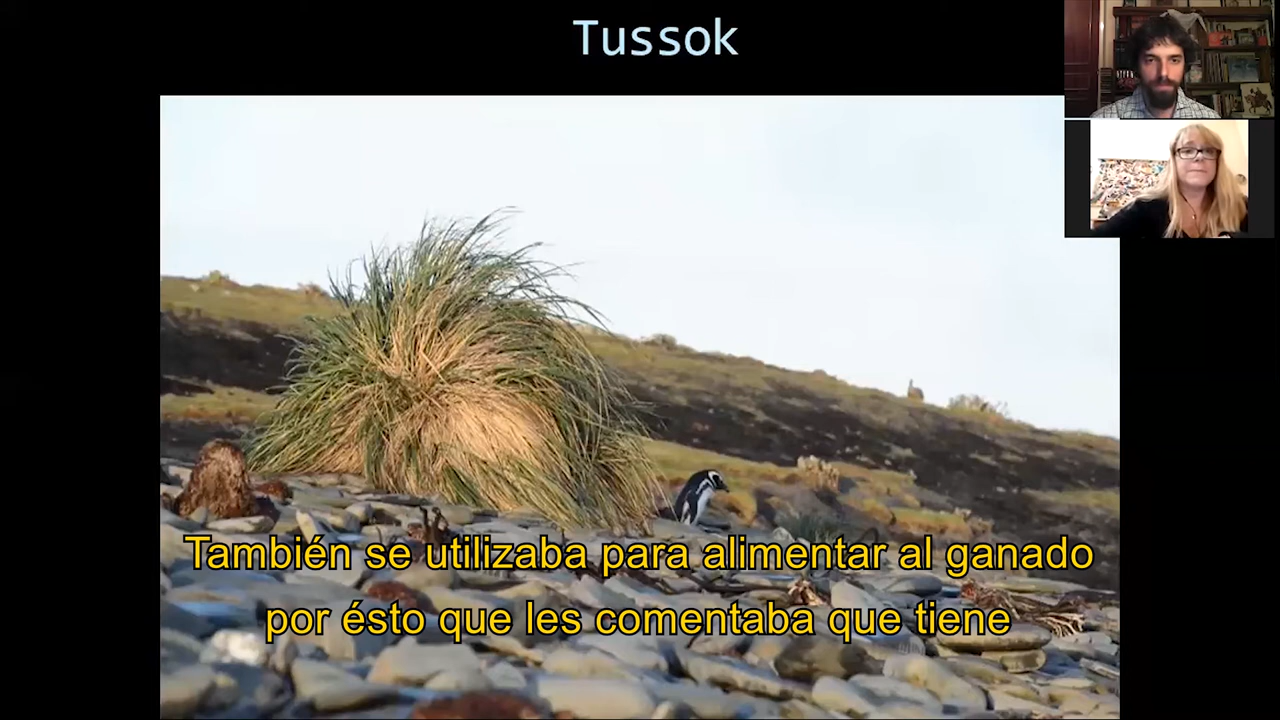 Tussok
También se utilizaba para alimentar al ganado
por ésto que les comentaba que tiene